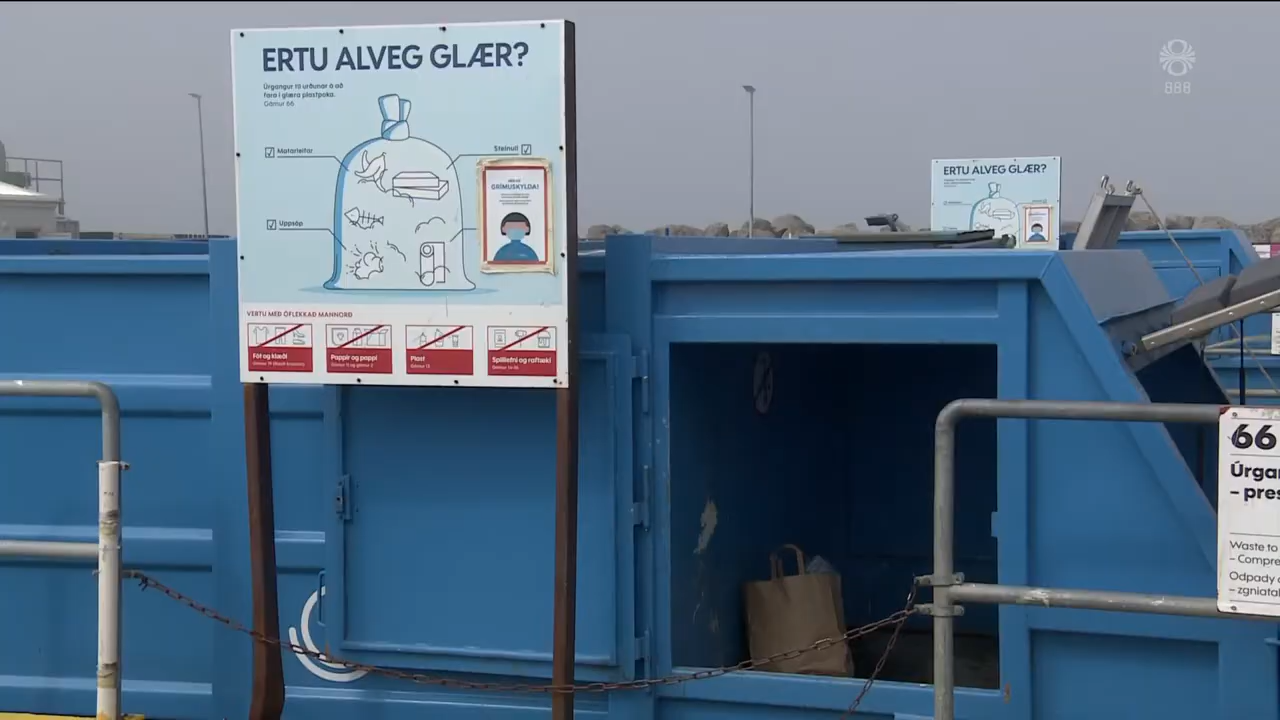 ERTU ALVEG GLÆR?
Úrgangur til urðunar á að
fara í glæra plastpoka.
Gámur 66
Matarleifar
Steinull
Uppsóp
GRÍMUSKYLDA!
VERTU MEÐ ÓFLEKKAÐ MANNORÐ
Föt og klæði
Pappír og pappi
Plast
Spilliefni og raftæki
ERTU ALVEG GLÆR?
888
66
Úrga
– pres
Waste to
– Compre
Odpady
– zgniata